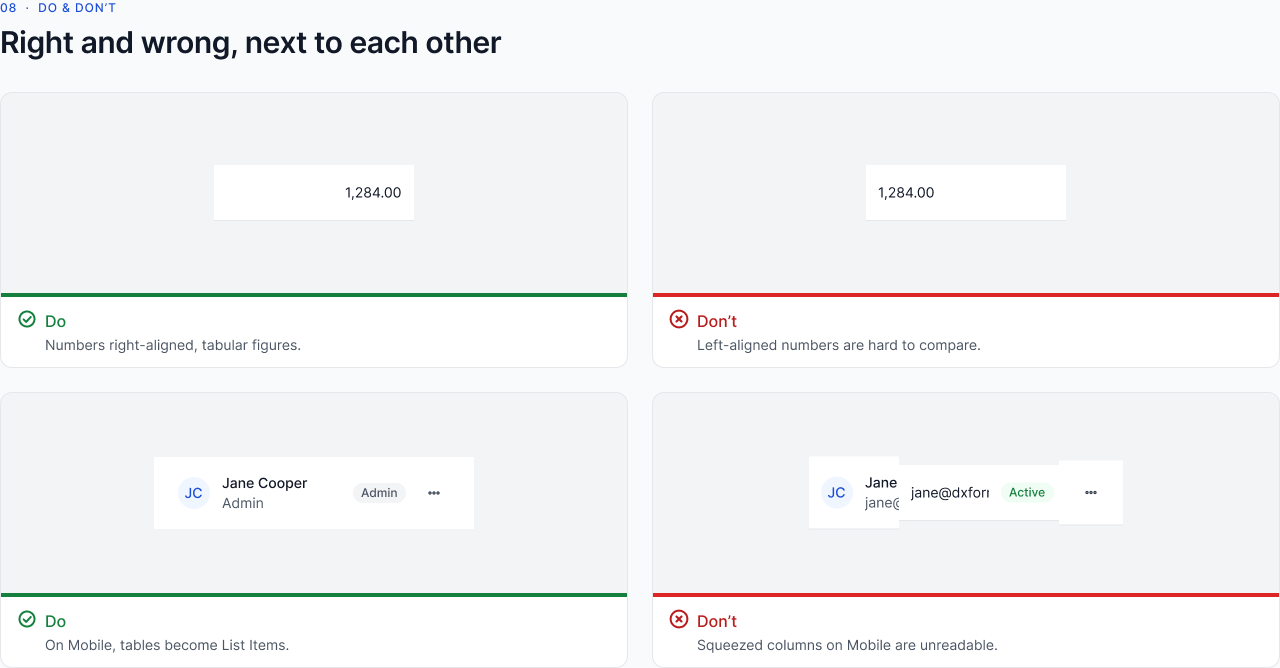 08 · DO & DON'T
Right and wrong, next to each other
1,284.00
Do
Numbers right-aligned, tabular figures.
1,284.00
Don't
Left-aligned numbers are hard to compare.
JC
Jane Cooper
Admin
Admin
Do
On Mobile, tables become List Items.
JC
Jane
jane@
jane@dxfor
Active
Don't
Squeezed columns on Mobile are unreadable.